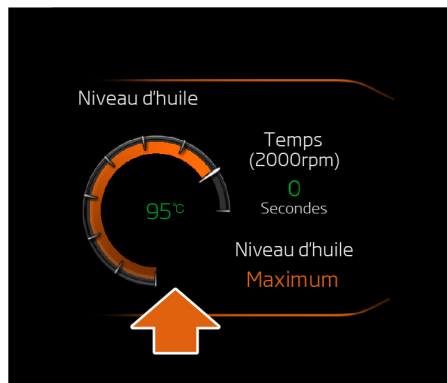 Niveau d'huile
Temps
(2000rpm)
0
Secondes
95°C
Niveau d'huile
Maximum